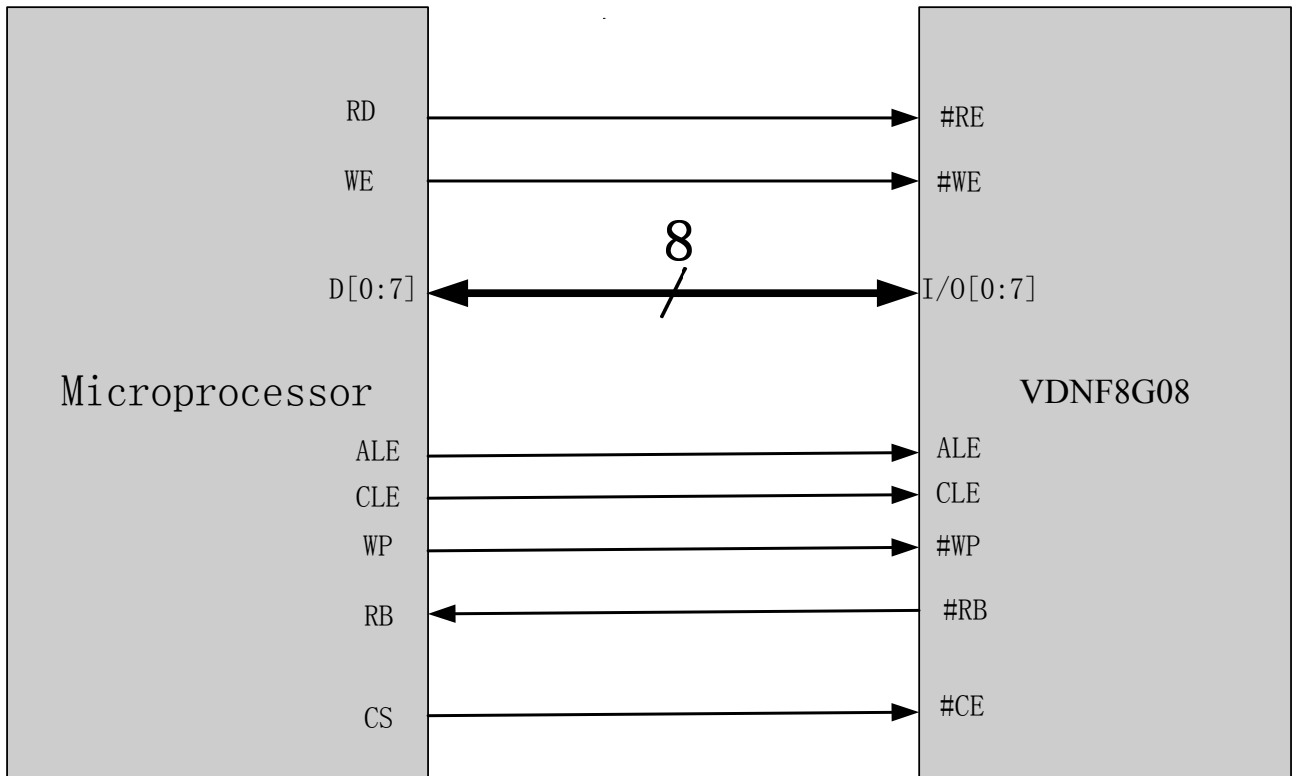 RD
#RE
WE
#WE
8
D[0:7]
I/O[0:7]
Microprocessor
VDNF8G08
ALE
ALE
CLE
CLE
WP
#WP
RB
#RB
CS
#CE